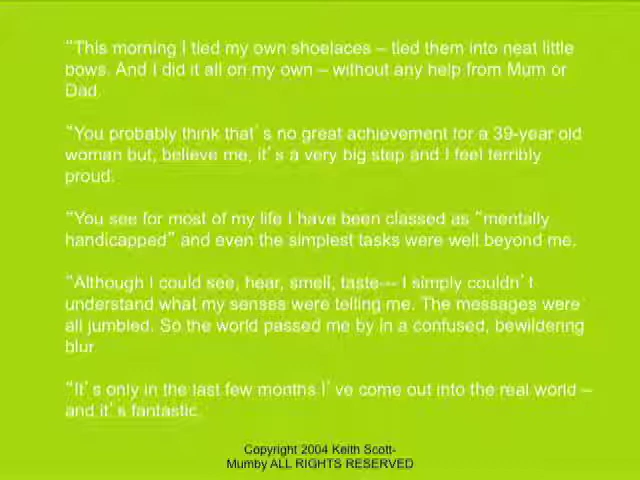 “This morning I tied my own shoelaces – tied them into neat little
bows. And I did it all on my own – without any help from Mum or
Dad.
“You probably think that’s no great achievement for a 39-year old
woman but, believe me, it’s a very big step and I feel terribly
proud.
“You see for most of my life I have been classed as “mentally
handicapped” and even the simplest tasks were well beyond me.
“Although I could see, hear, smell, taste--- I simply couldn’t
understand what my senses were telling me. The messages were
all jumbled. So the world passed me by in a confused, bewildering
blur.
“It’s only in the last few months I’ve come out into the real world –
and it’s fantastic.
Copyright 2004 Keith Scott-
Mumby ALL RIGHTS RESERVED